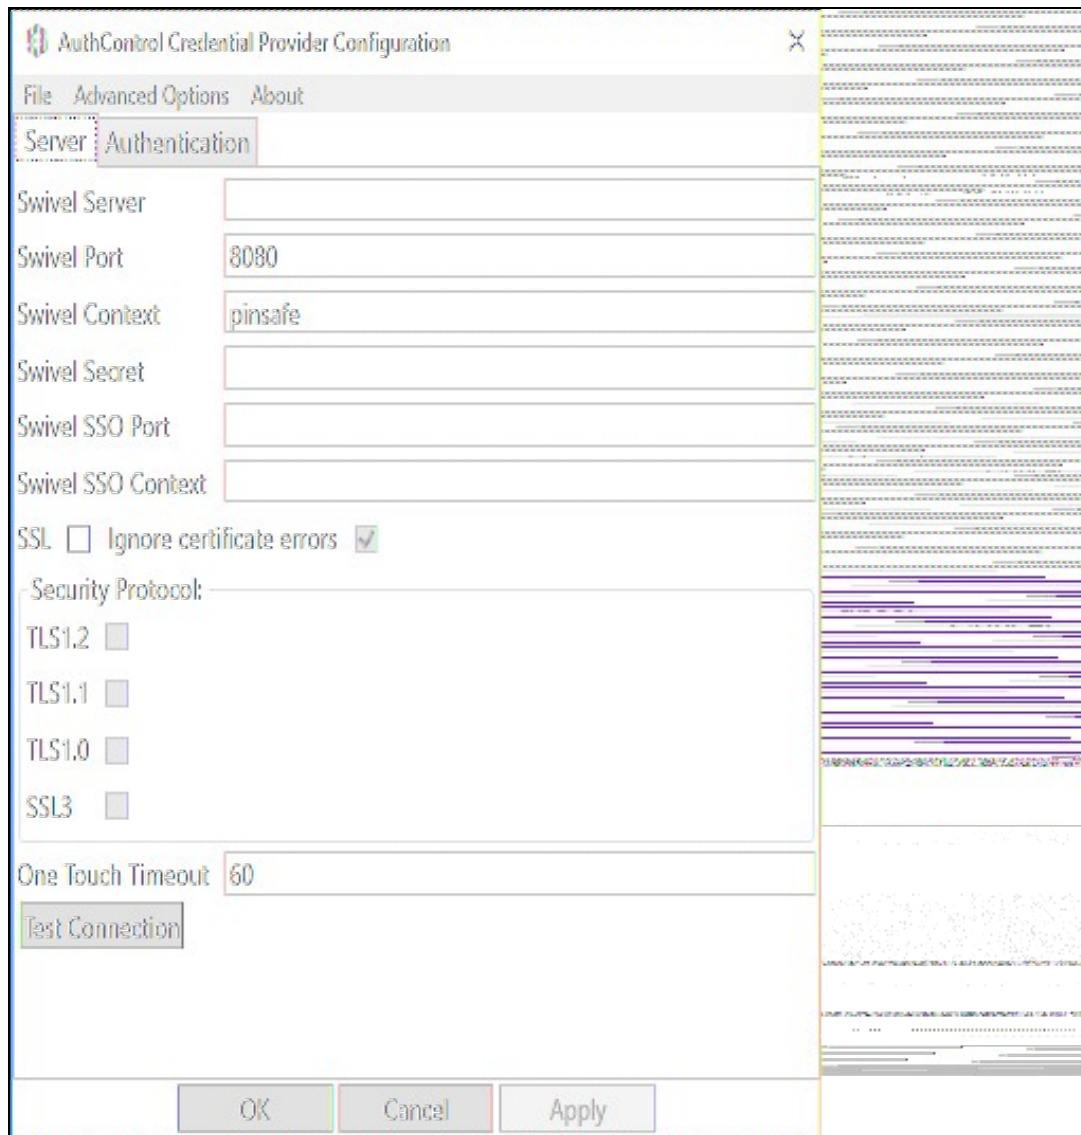 AuthControl Credential Provider Configuration
File Advanced Options About
Server Authentication
Swivel Server
Swivel Port 8080
Swivel Context pinsafe
Swivel Secret
Swivel SSO Port
Swivel SSO Context
SSL Ignore certificate errors
Security Protocol:
TLS1.2
TLS1.1
TLS1.0
SSL3
One Touch Timeout 60
Test Connection
OK Cancel Apply